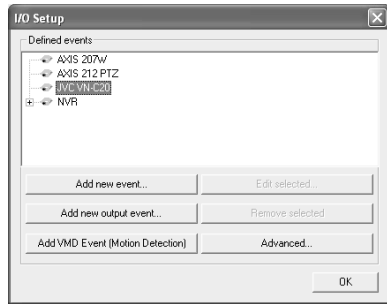 I/O Setup
Defined events
AXIS 207W
AXIS 212 PTZ
JVC VN-C20
NVR
Add new event...
Edit selected...
Add new output event...
Remove selected
Add VMD Event (Motion Detection)
Advanced...
OK